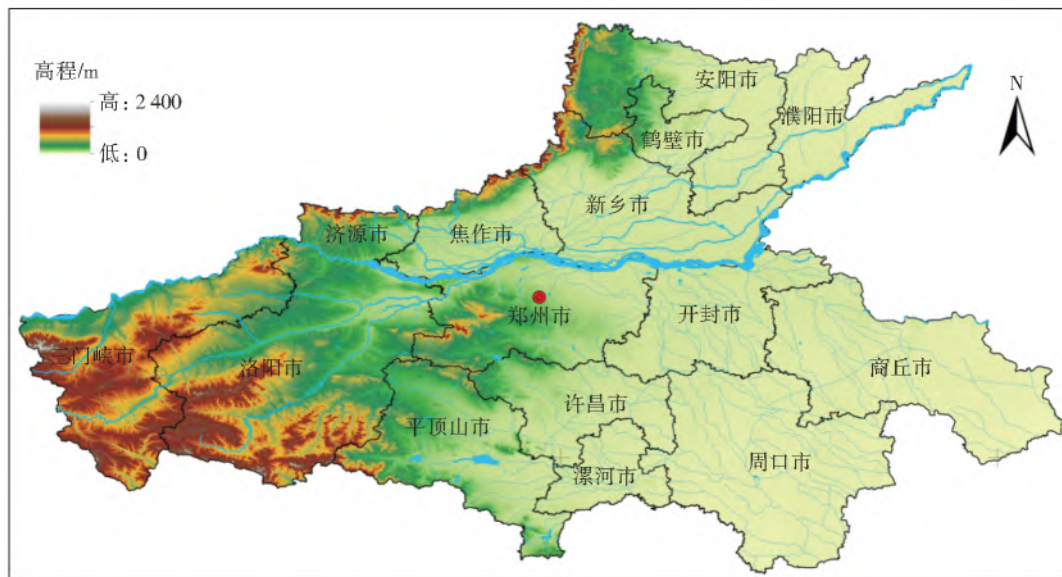 高程/m
高: 2 400
低: 0
N
安阳市
濮阳市
鹤壁市
新乡市
济源市
焦作市
郑州市
开封市
三门峡市
洛阳市
商丘市
许昌市
平顶山市
周口市
漯河市